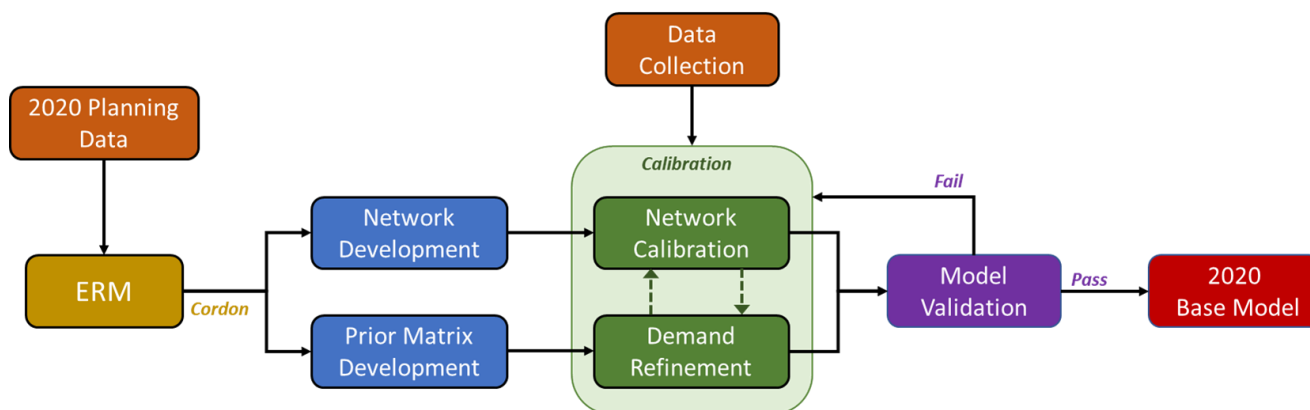 Data
Collection
2020 Planning
Data
Calibration
Fail
Network
Development
Network
Calibration
ERM
Cordon
Model
Validation
Pass
2020
Base Model
Prior Matrix
Development
Demand
Refinement